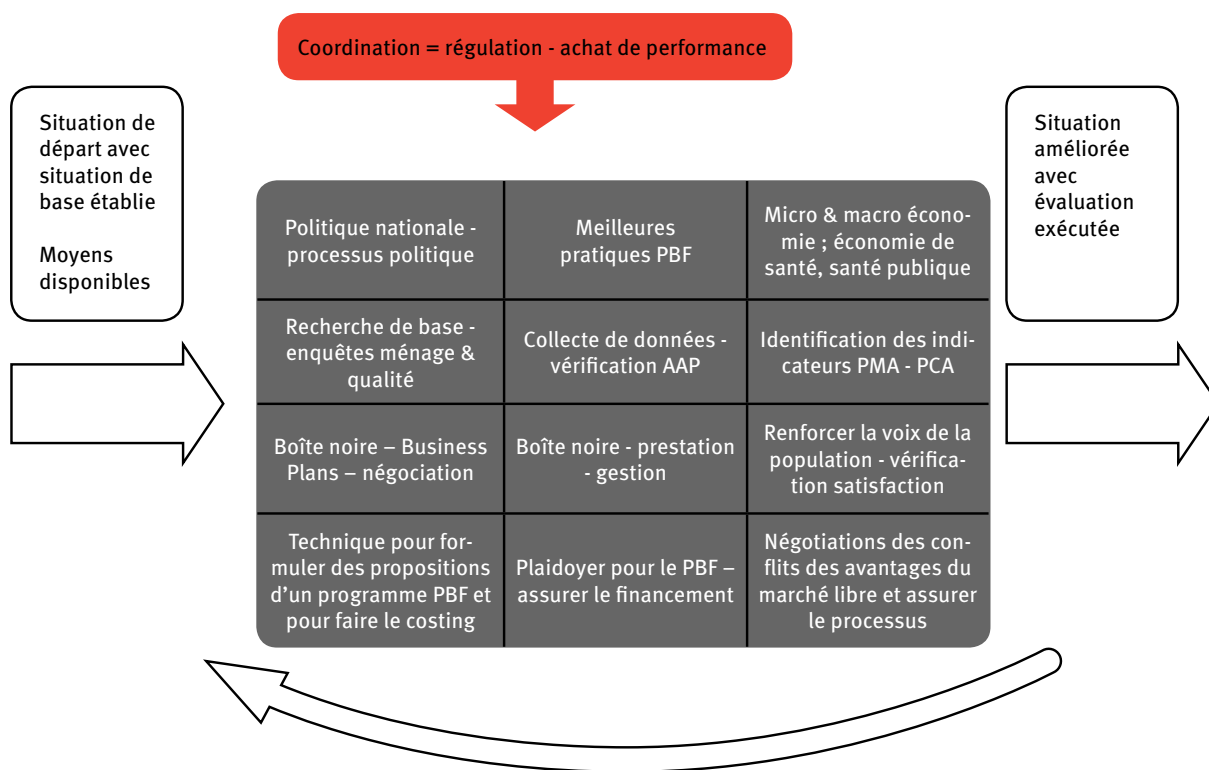 Coordination = régulation - achat de performance
Situation de
départ avec
situation de
base établie
Moyens
disponibles
Situation
améliorée
avec
évaluation
exécutée
Politique nationale -
processus politique
Meilleures
pratiques PBF
Micro & macro écono-
mie ; économie de
santé, santé publique
Recherche de base -
enquêtes ménage &
qualité
Collecte de données -
vérification AAP
Identification des indi-
cateurs PMA - PCA
Boîte noire – Business
Plans – négociation
Boîte noire - prestation
- gestion
Renforcer la voix de la
population - vérifica-
tion satisfaction
Technique pour for-
muler des propositions
d’un programme PBF et
pour faire le costing
Plaidoyer pour le PBF –
assurer le financement
Négotiations des con-
flits des avantages du
marché libre et assurer
le processus